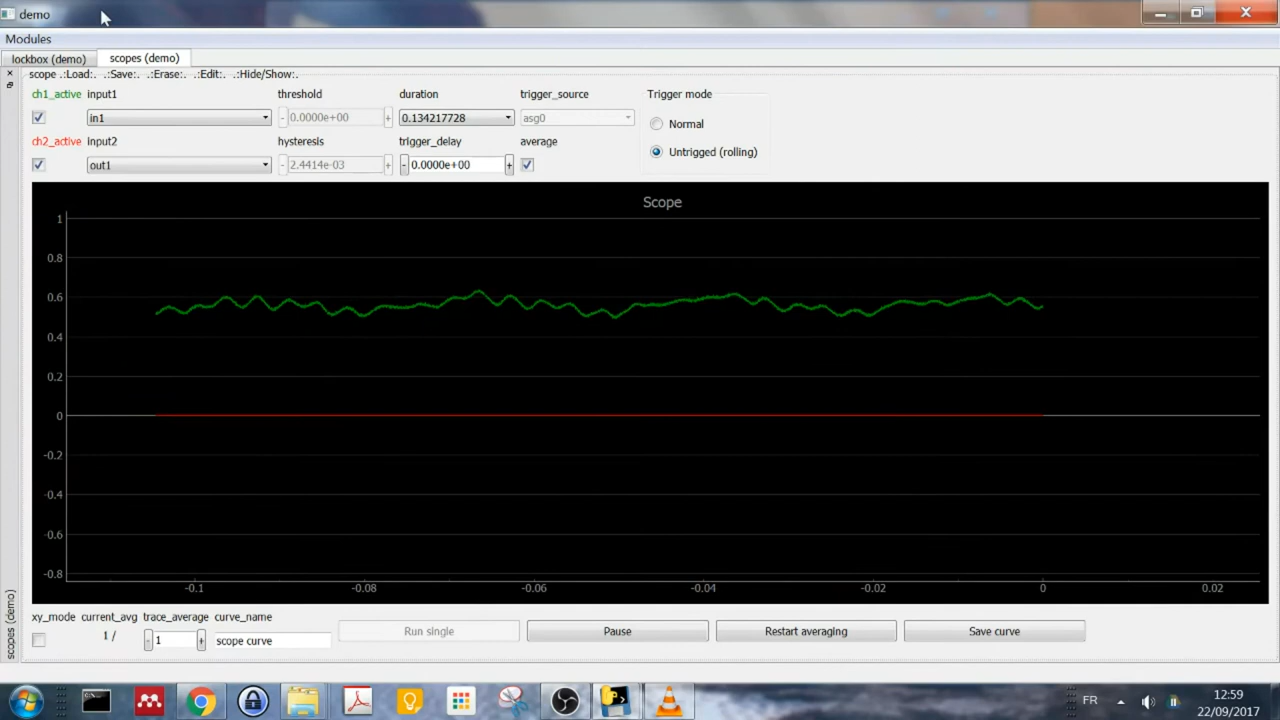 demo
Modules
lockbox (demo) scopes (demo)
scope .:Load:. .:Save:. .:Erase:. .:Edit:. .:Hide/Show:.
ch1_active input1 threshold duration trigger_source Trigger mode
in1 - 0.0000e+00 + 0.134217728 asg0 Normal
ch2_active input2 hysteresis trigger_delay average
Untrigged (rolling)
out1 - 2.4414e-03 + - 0.0000e+00 +
Scope
1
0.8
0.6
0.4
0.2
0
-0.2
-0.4
-0.6
-0.8
-0.1 -0.08 -0.06 -0.04 -0.02 0 0.02
scopes (demo)
xy_mode current_avg trace_average curve_name
1 / - 1 + scope curve Run single Pause Restart averaging Save curve
FR
12:59
22/09/2017